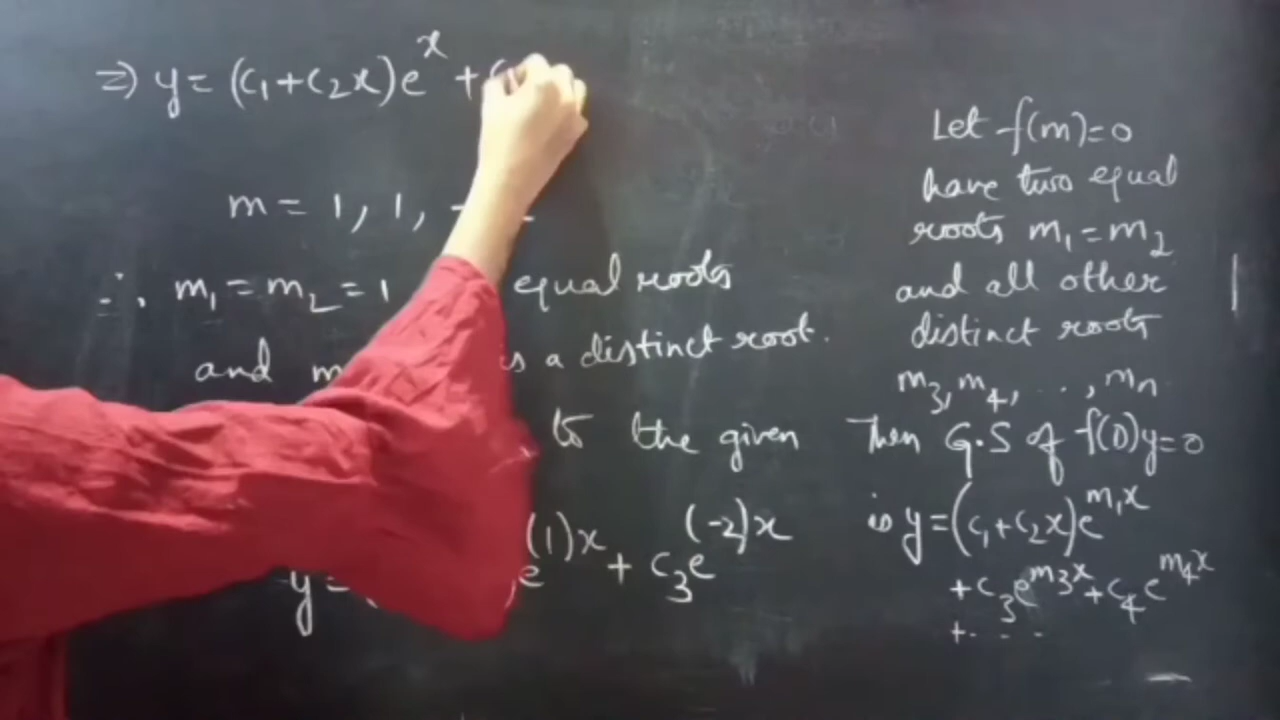 ⇒ y = (c₁+c₂x)eˣ + c
m = 1, 1, -
∴ m₁ = m₂ = 1 equal roots
and m is a distinct root.
to the given
y = e^(1)x + c₃e^(-2)x
Let f(m)=0
have two equal
roots m₁=m₂
and all other
distinct roots
m₃, m₄, ..., mₙ
Then G.S of f(D)y=0
is y = (c₁+c₂x)e^m₁x
+c₃e^m₃x+c₄e^m₄x
+...